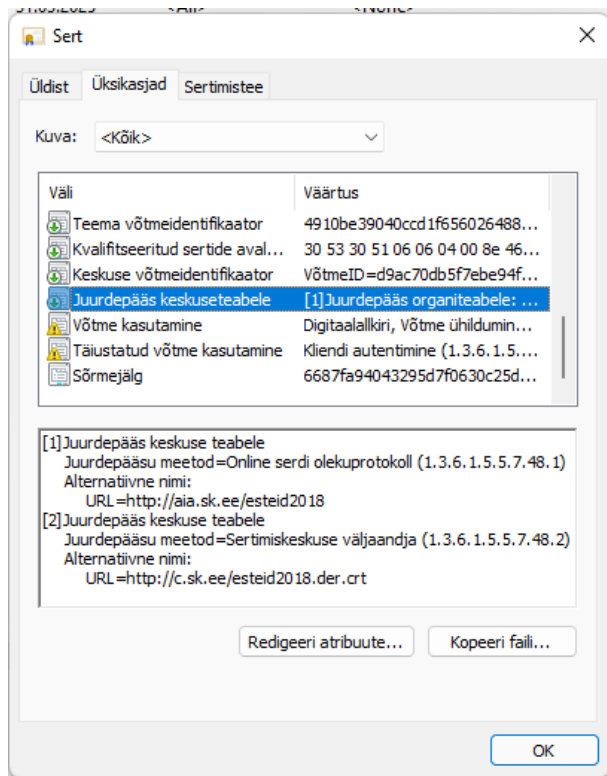 Sert
Üldist Üksikasjad Sertimistee
Kuva: <Kõik>
Väli Väärtus
Teema võtmeidentifikaator 4910be39040ccd1f656026488...
Kvalifitseeritud sertide aval... 30 53 30 51 06 06 04 00 8e 46...
Keskuse võtmeidentifikaator VõtmeID=d9ac70db5f7ebe94f...
Juurdepääs keskuseteabele [1]Juurdepääs organiteabele: ...
Võtme kasutamine Digitaalallkiri, Võtme ühildumin...
Täiustatud võtme kasutamine Kliendi autentimine (1.3.6.1.5....
Sõrmejälg 6687fa94043295d7f0630c25d...
[1]Juurdepääs keskuse teabele
Juurdepääsu meetod=Online serdi olekuprotokoll (1.3.6.1.5.5.7.48.1)
Alternatiivne nimi:
URL=http://aia.sk.ee/esteid2018
[2]Juurdepääs keskuse teabele
Juurdepääsu meetod=Sertimiskeskuse väljaandja (1.3.6.1.5.5.7.48.2)
Alternatiivne nimi:
URL=http://c.sk.ee/esteid2018.der.crt
Redigeeri atribuute... Kopeeri faili...
OK